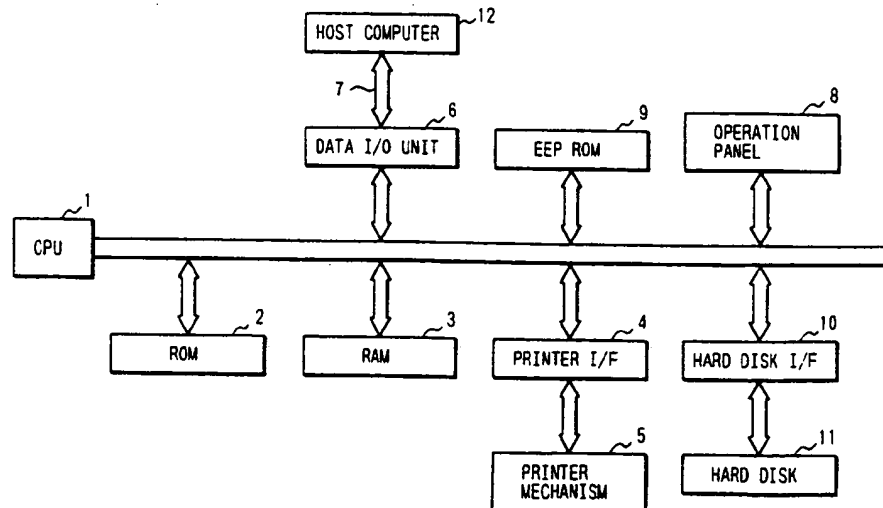 HOST COMPUTER
12
7
6
DATA I/O UNIT
9
EEP ROM
8
OPERATION
PANEL
1
CPU
2
ROM
3
RAM
4
PRINTER I/F
10
HARD DISK I/F
5
PRINTER
MECHANISM
11
HARD DISK